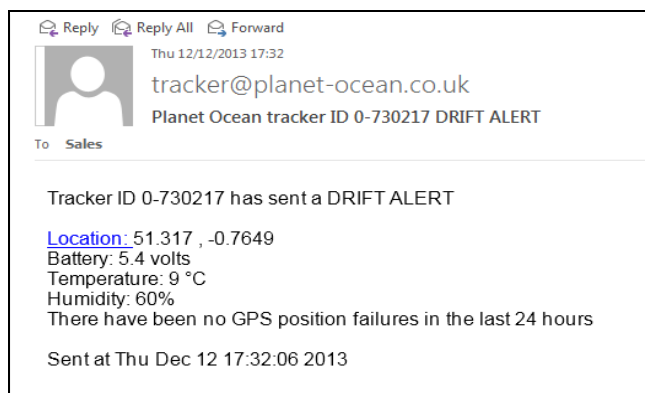 Reply Reply All Forward
Thu 12/12/2013 17:32
tracker@planet-ocean.co.uk
Planet Ocean tracker ID 0-730217 DRIFT ALERT
To Sales
Tracker ID 0-730217 has sent a DRIFT ALERT
Location: 51.317 , -0.7649
Battery: 5.4 volts
Temperature: 9 °C
Humidity: 60%
There have been no GPS position failures in the last 24 hours
Sent at Thu Dec 12 17:32:06 2013